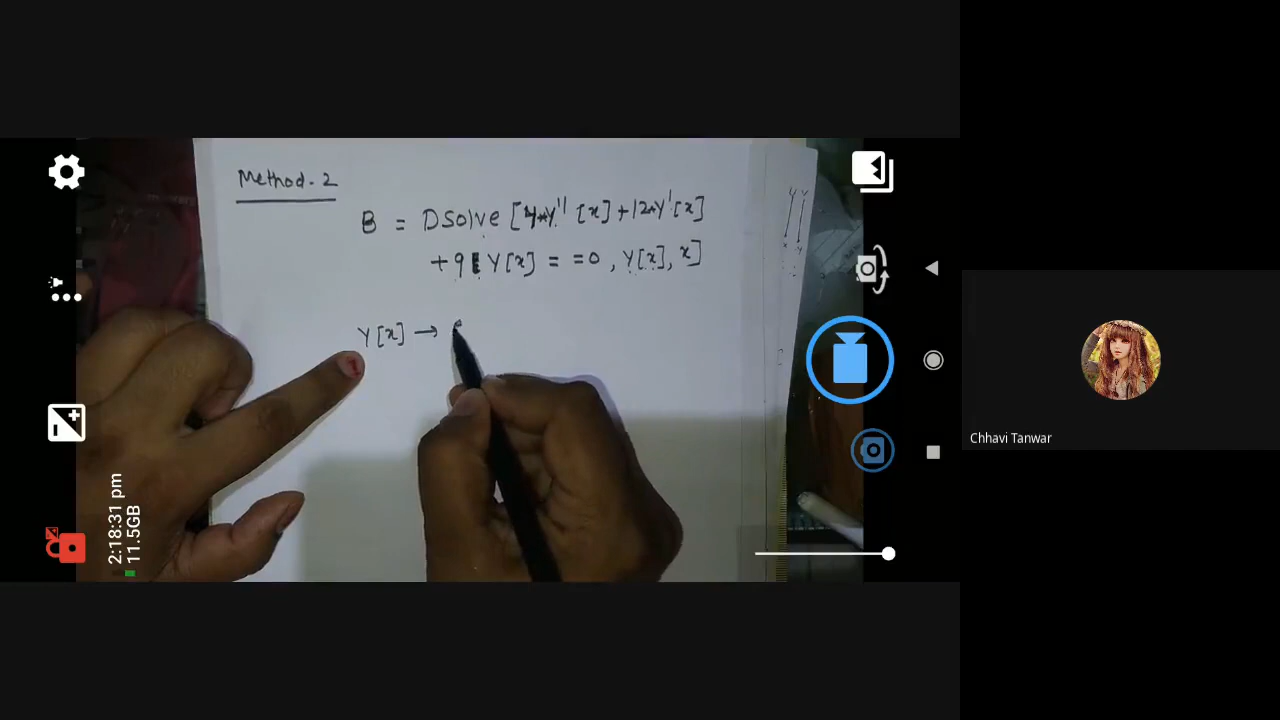 Method-2
B = DSolve [4*y'' [x] + 12*y'[x]
+9 y[x] = =0 , y[x], x]
y[x] →
2:18:31 pm
11.5GB
Chhavi Tanwar